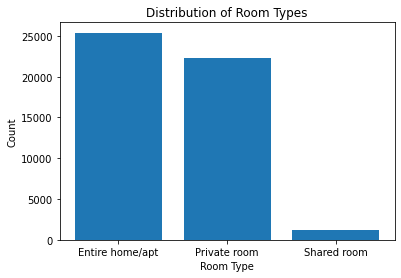 Distribution of Room Types
Count
25000
20000
15000
10000
5000
0
Entire home/apt Private room Shared room
Room Type